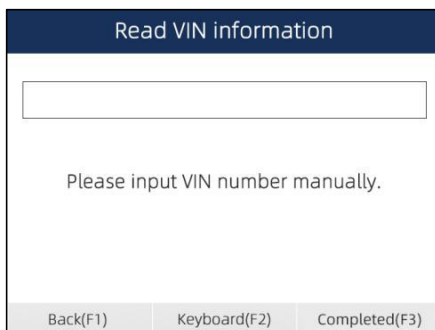 Read VIN information
Please input VIN number manually.
Back(F1) Keyboard(F2) Completed(F3)